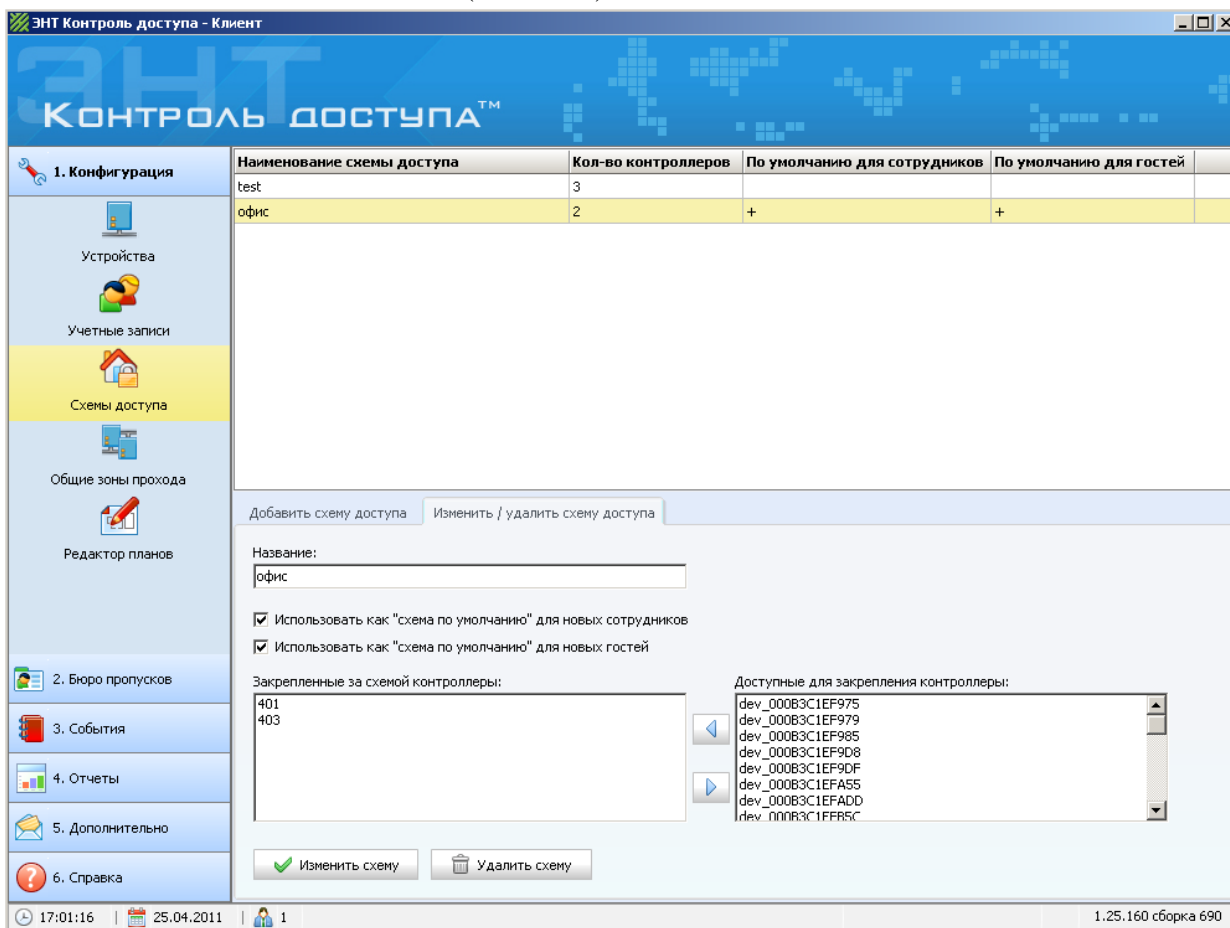 ЭНТ Контроль доступа - Клиент
ЭНТ
Контроль доступа™
1. Конфигурация
Устройства
Учетные записи
Схемы доступа
Общие зоны прохода
Редактор планов
2. Бюро пропусков
3. События
4. Отчеты
5. Дополнительно
6. Справка
Наименование схемы доступа Кол-во контроллеров По умолчанию для сотрудников По умолчанию для гостей
test 3
офис 2 + +
Добавить схему доступа Изменить / удалить схему доступа
Название:
офис
Использовать как "схема по умолчанию" для новых сотрудников
Использовать как "схема по умолчанию" для новых гостей
Закрепленные за схемой контроллеры:
401
403
Доступные для закрепления контроллеры:
dev_000B3C1EF975
dev_000B3C1EF979
dev_000B3C1EF985
dev_000B3C1EF9D8
dev_000B3C1EF9DF
dev_000B3C1EFA55
dev_000B3C1EFADD
Изменить схему Удалить схему
17:01:16 | 25.04.2011 | 1 1.25.160 сборка 690